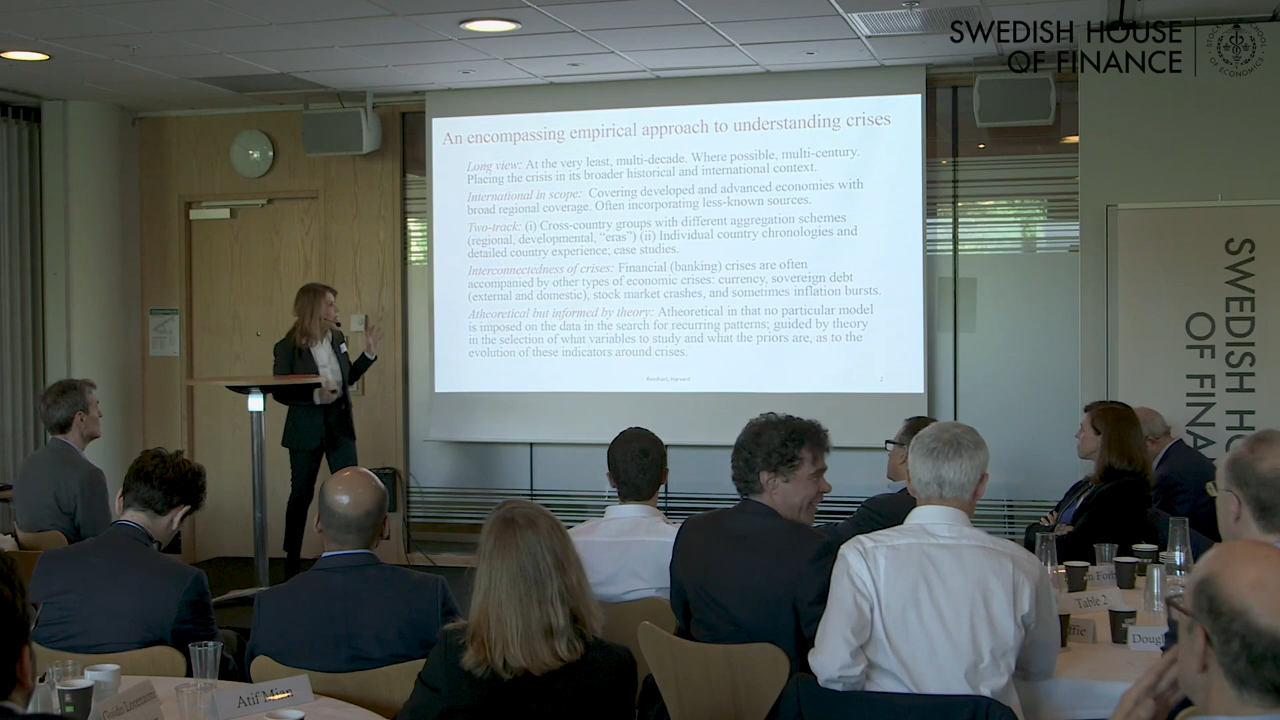 SWEDISH HOUSE
OF FINANCE
An encompassing empirical approach to understanding crises
Long view: At the very least, multi-decade. Where possible, multi-century.
Placing the crisis in its broader historical and international context.
International in scope: Covering developed and advanced economies with
broad regional coverage. Often incorporating less-known sources.
Two-track: (i) Cross-country groups with different aggregation schemes
(regional, developmental, "eras") (ii) Individual country chronologies and
detailed country experience; case studies.
Interconnectedness of crises: Financial (banking) crises are often
accompanied by other types of economic crises: currency, sovereign debt
(external and domestic), stock market crashes, and sometimes inflation bursts.
Atheoretical but informed by theory: Atheoretical in that no particular model
is imposed on the data in the search for recurring patterns; guided by theory
in the selection of what variables to study and what the priors are, as to the
evolution of these indicators around crises.
Reinhart, Harvard
2
SWEDISH HO
OF FINAN
Table 2
Doug
Atif Mian